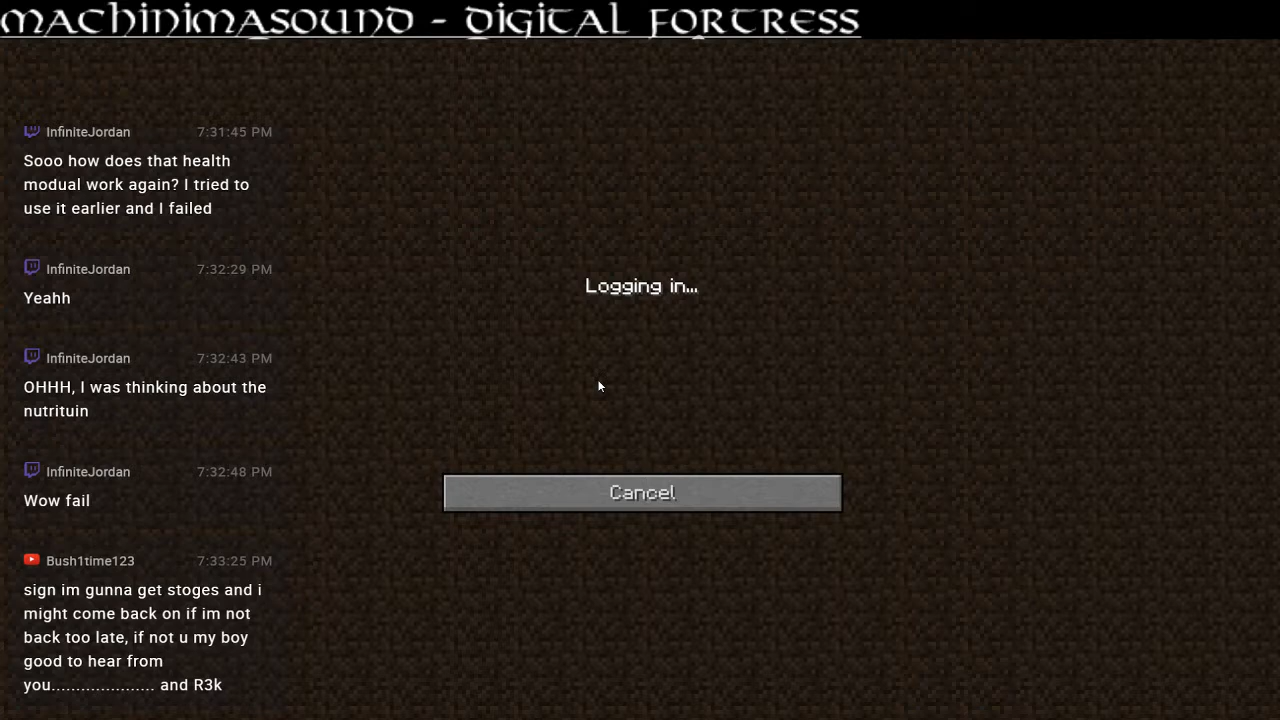 machinimasound - Digital Fortress
InfiniteJordan 7:31:45 PM
Sooo how does that health
modual work again? I tried to
use it earlier and I failed
InfiniteJordan 7:32:29 PM
Yeahh
InfiniteJordan 7:32:43 PM
OHHH, I was thinking about the
nutrituin
InfiniteJordan 7:32:48 PM
Wow fail
Bush1time123 7:33:25 PM
sign im gunna get stoges and i
might come back on if im not
back too late, if not u my boy
good to hear from
you..................... and R3k
Logging in...
Cancel